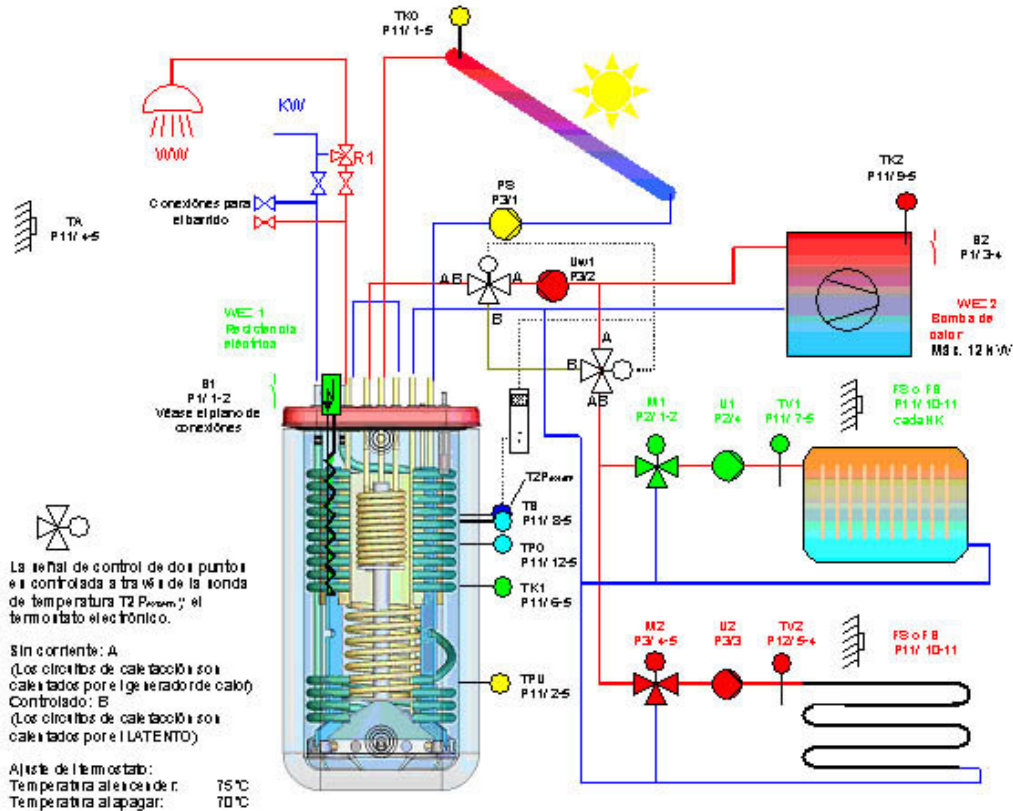 TKO
P11/ 1-5
KW
WW
R1
Conexiônes para
el barrido
TA
P11/ 4-5
PS
P3/1
UW1
P3/2
AB
A
B
TK2
P11/9-5
B2
P1/3-4
WEZ 2
Bomba de
calor
Máx. 12 kW
WEZ 1
Resistencia
eléctrica
B1
P1/ 1-2
Véase el plano de
conexiônes
A
B
AB
M1
P2/1-2
U1
P2/4
TV1
P11/7-5
FS o FB
P11/ 10-11
cada HK
T2Pextern
TB
P11/ 8-5
TPO
P11/ 12-5
TK1
P11/6-5
TPU
P11/2-5
M2
P3/ 4-5
U2
P3/3
TV2
P12/5-4
FS o FB
P11/ 10-11
La señal de control de dos puntos
es controlada a través de la sonda
de temperatura T2 Pextern y el
termostato electrónico.
Sin corriente: A
(Los circuitos de calefacción son
calentados por el generador de calor)
Controlado: B
(Los circuitos de calefacción son
calentados por el LATENTO)
Ajuste del termostato:
Temperatura al encender: 75°C
Temperatura al apagar: 70°C